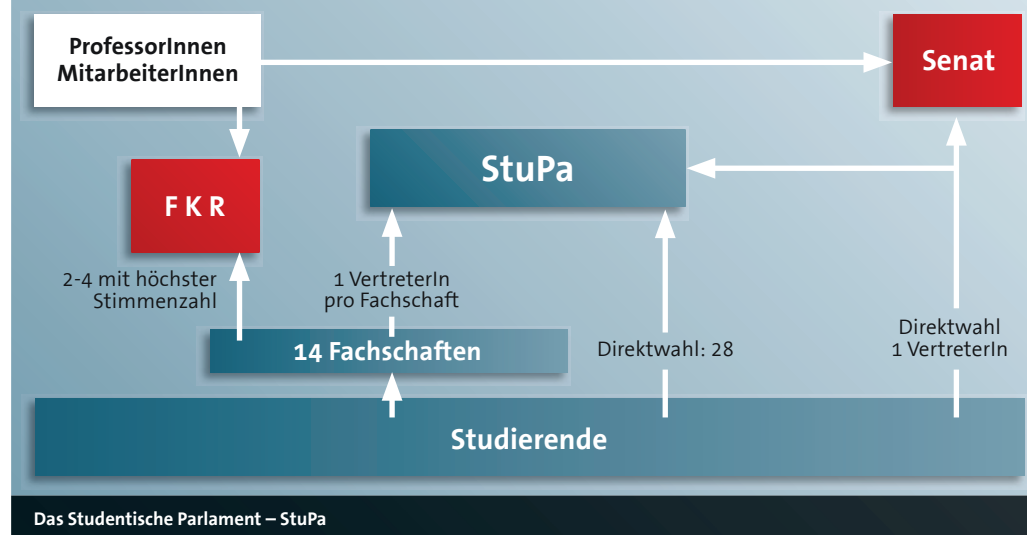 ProfessorInnen
MitarbeiterInnen
Senat
StuPa
F K R
2-4 mit höchster
Stimmenzahl
1 VertreterIn
pro Fachschaft
14 Fachschaften
Direktwahl: 28
Direktwahl
1 VertreterIn
Studierende
Das Studentische Parlament – StuPa